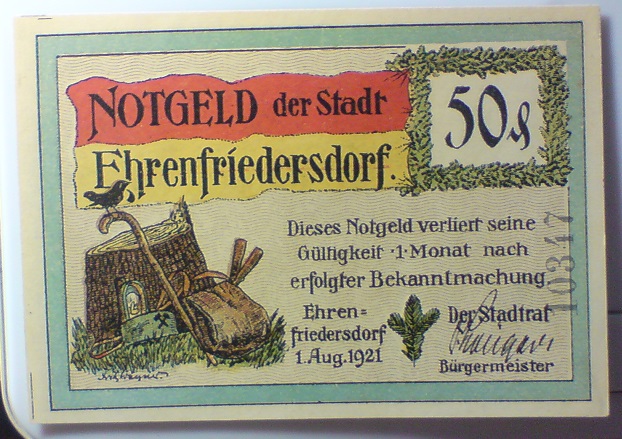 NOTGELD der Stadt
Ehrenfriedersdorf.
50 ₰
Dieses Notgeld verliert seine
Gültigkeit ·1· Monat nach
erfolgter Bekanntmachung.
Ehren=
friedersdorf
1.Aug.1921
Der Stadtrat
Bürgermeister
10317